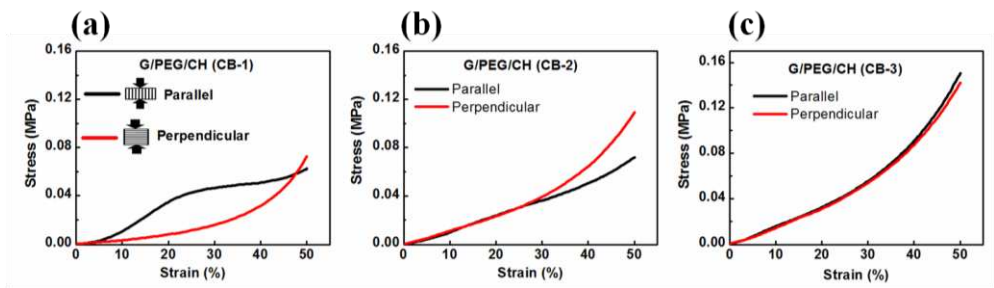 (a)
G/PEG/CH (CB-1)
Parallel
Perpendicular
Stress (MPa)
0.16
0.12
0.08
0.04
0.00
0 10 20 30 40 50
Strain (%)
(b)
G/PEG/CH (CB-2)
Parallel
Perpendicular
Stress (MPa)
0.16
0.12
0.08
0.04
0.00
0 10 20 30 40 50
Strain (%)
(c)
G/PEG/CH (CB-3)
Parallel
Perpendicular
Stress (MPa)
0.16
0.12
0.08
0.04
0.00
0 10 20 30 40 50
Strain (%)